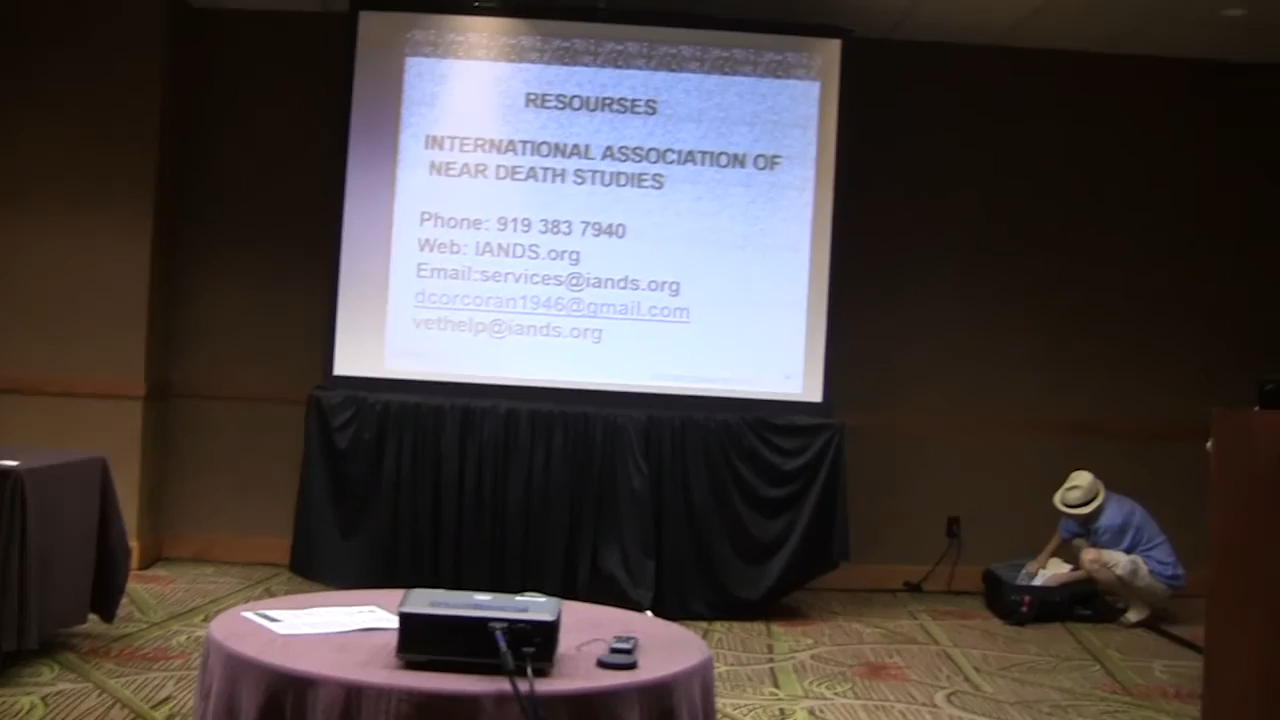 RESOURSES
INTERNATIONAL ASSOCIATION OF
NEAR DEATH STUDIES
Phone: 919 383 7940
Web: IANDS.org
Email:services@iands.org
dcorcoran1946@gmail.com
vethelp@iands.org